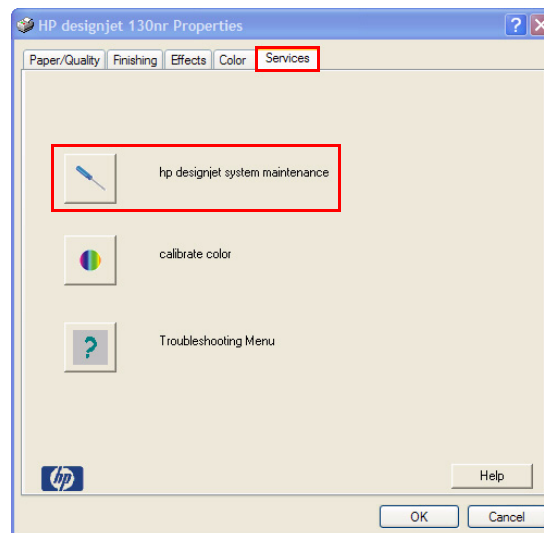 HP designjet 130nr Properties
Paper/Quality Finishing Effects Color Services
hp designjet system maintenance
calibrate color
Troubleshooting Menu
hp
Help
OK Cancel